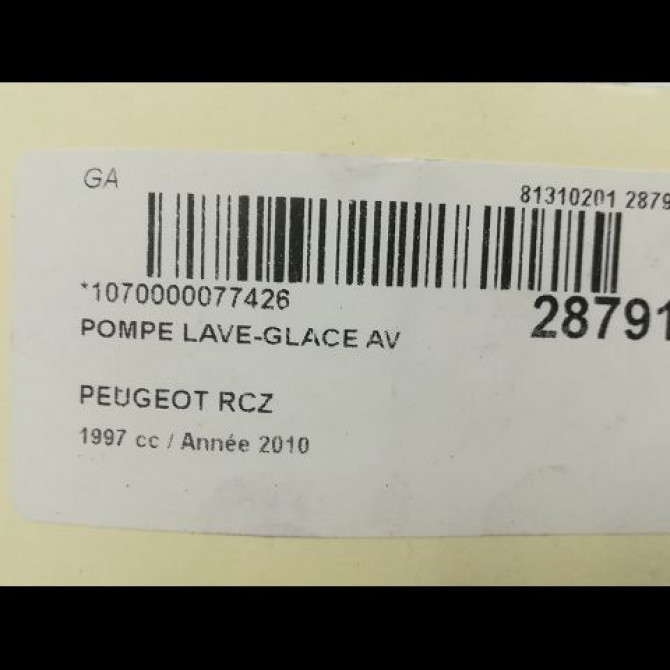 GA
81310201 2879
*1070000077426
28791
POMPE LAVE-GLACE AV
PEUGEOT RCZ
1997 cc / Année 2010